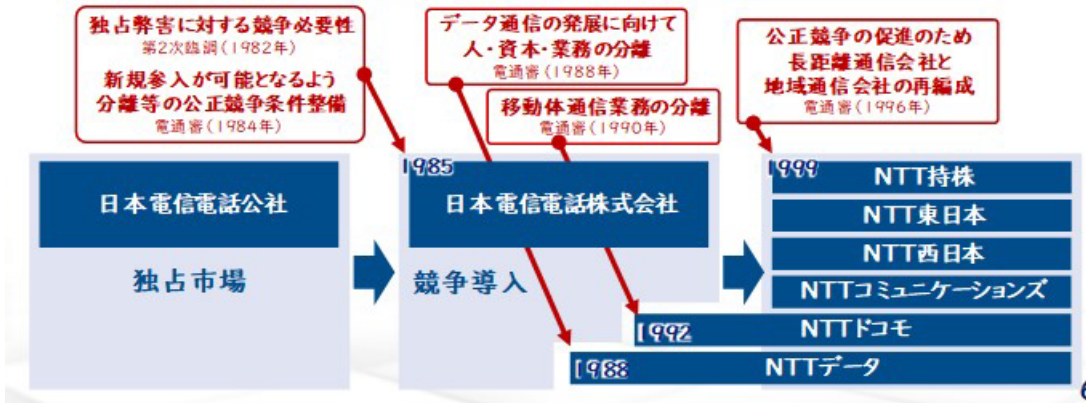 独占弊害に対する競争必要性
第2次臨調(1982年)
新規参入が可能となるよう
分離等の公正競争条件整備
電通審(1984年)
データ通信の発展に向けて
人・資本・業務の分離
電通審(1988年)
移動体通信業務の分離
電通審(1990年)
公正競争の促進のため
長距離通信会社と
地域通信会社の再編成
電通審(1996年)
日本電信電話公社
独占市場
1985
日本電信電話株式会社
競争導入
1999
NTT持株
NTT東日本
NTT西日本
NTTコミュニケーションズ
1992
NTTドコモ
1988
NTTデータ